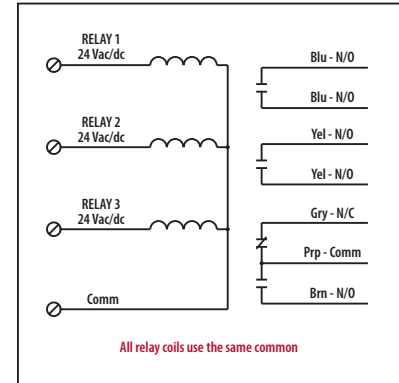 RELAY 1
24 Vac/dc
RELAY 2
24 Vac/dc
RELAY 3
24 Vac/dc
Comm
Blu - N/O
Blu - N/O
Yel - N/O
Yel - N/O
Gry - N/C
Prp - Comm
Brn - N/O
All relay coils use the same common